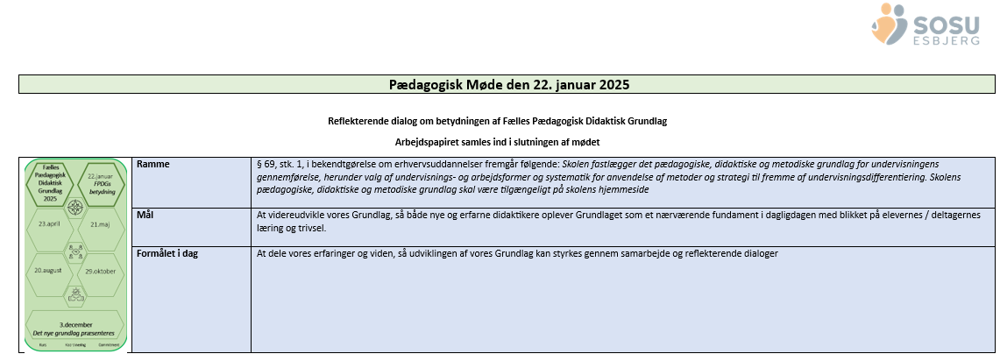 SOSU
ESBJERG
Pædagogisk Møde den 22. januar 2025
Reflekterende dialog om betydningen af Fælles Pædagogisk Didaktisk Grundlag
Arbejdspapiret samles ind i slutningen af mødet
Fælles
Pædagogisk
Didaktisk
Grundlag
2025
22.januar
FPDGs
betydning
23.april
21.maj
20.august
29.oktober
3.december
Det nye grundlag præsenteres
Kurs
Commitment
Ramme
§ 69, stk. 1, i bekendtgørelse om erhvervsuddannelser fremgår følgende: Skolen fastlægger det pædagogiske, didaktiske og metodiske grundlag for undervisningens
gennemførelse, herunder valg af undervisnings- og arbejdsformer og systematik for anvendelse af metoder og strategi til fremme af undervisningsdifferentiering. Skolens
pædagogiske, didaktiske og metodiske grundlag skal være tilgængeligt på skolens hjemmeside
Mål
At videreudvikle vores Grundlag, så både nye og erfarne didaktikere oplever Grundlaget som et nærværende fundament i dagligdagen med blikket på elevernes / deltagernes
læring og trivsel.
Formålet i dag
At dele vores erfaringer og viden, så udviklingen af vores Grundlag kan styrkes gennem samarbejde og reflekterende dialoger